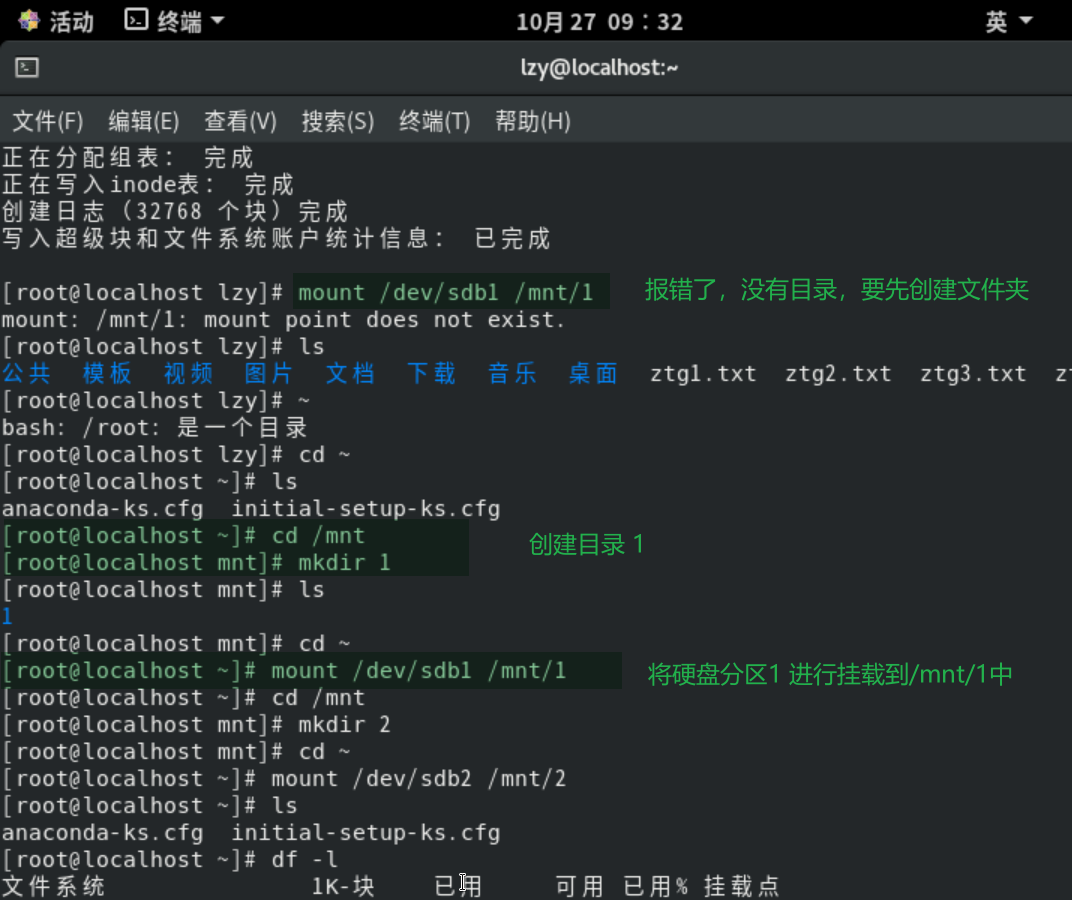 活动 终端 10月 27 09：32 英
lzy@localhost:~
文件(F) 编辑(E) 查看(V) 搜索(S) 终端(T) 帮助(H)
正在分配组表： 完成
正在写入inode表： 完成
创建日志（32768 个块）完成
写入超级块和文件系统账户统计信息： 已完成
[root@localhost lzy]# mount /dev/sdb1 /mnt/1 报错了，没有目录，要先创建文件夹
mount: /mnt/1: mount point does not exist.
[root@localhost lzy]# ls
公共 模板 视频 图片 文档 下载 音乐 桌面 ztg1.txt ztg2.txt ztg3.txt
[root@localhost lzy]# ~
bash: /root: 是一个目录
[root@localhost lzy]# cd ~
[root@localhost ~]# ls
anaconda-ks.cfg initial-setup-ks.cfg
[root@localhost ~]# cd /mnt
创建目录 1
[root@localhost mnt]# mkdir 1
[root@localhost mnt]# ls
1
[root@localhost mnt]# cd ~
[root@localhost ~]# mount /dev/sdb1 /mnt/1 将硬盘分区1 进行挂载到/mnt/1中
[root@localhost ~]# cd /mnt
[root@localhost mnt]# mkdir 2
[root@localhost mnt]# cd ~
[root@localhost ~]# mount /dev/sdb2 /mnt/2
[root@localhost ~]# ls
anaconda-ks.cfg initial-setup-ks.cfg
[root@localhost ~]# df -l
文件系统 1K-块 已用 可用 已用% 挂载点